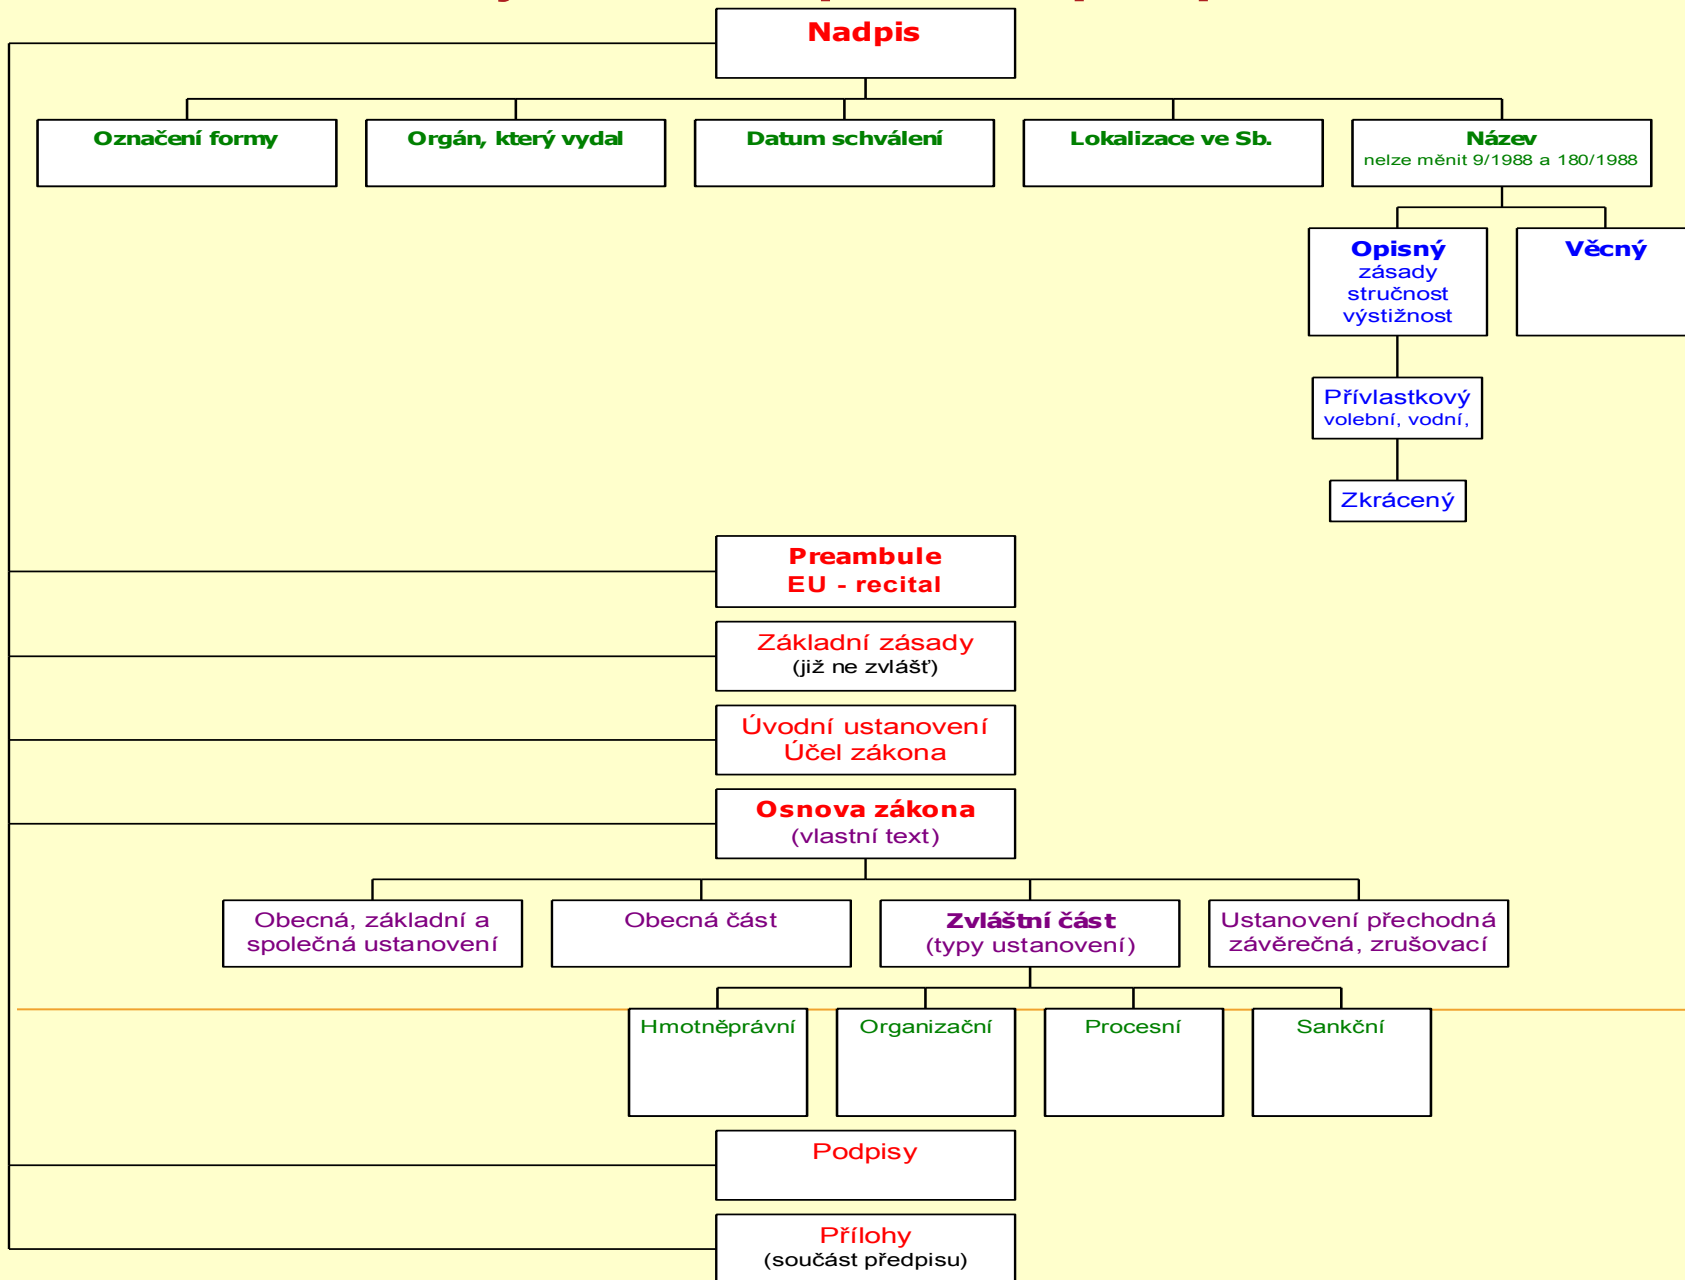 Nadpis
Označení formy
Orgán, který vydal
Datum schválení
Lokalizace ve Sb.
Název
nelze měnit 9/1988 a 180/1988
Opisný
zásady
stručnost
výstižnost
Věcný
Přívlastkový
volební, vodní,
Zkrácený
Preambule
EU - recital
Základní zásady
(již ne zvlášť)
Úvodní ustanovení
Účel zákona
Osnova zákona
(vlastní text)
Obecná, základní a
společná ustanovení
Obecná část
Zvláštní část
(typy ustanovení)
Ustanovení přechodná
závěrečná, zrušovací
Hmotněprávní
Organizační
Procesní
Sankční
Podpisy
Přílohy
(součást předpisu)